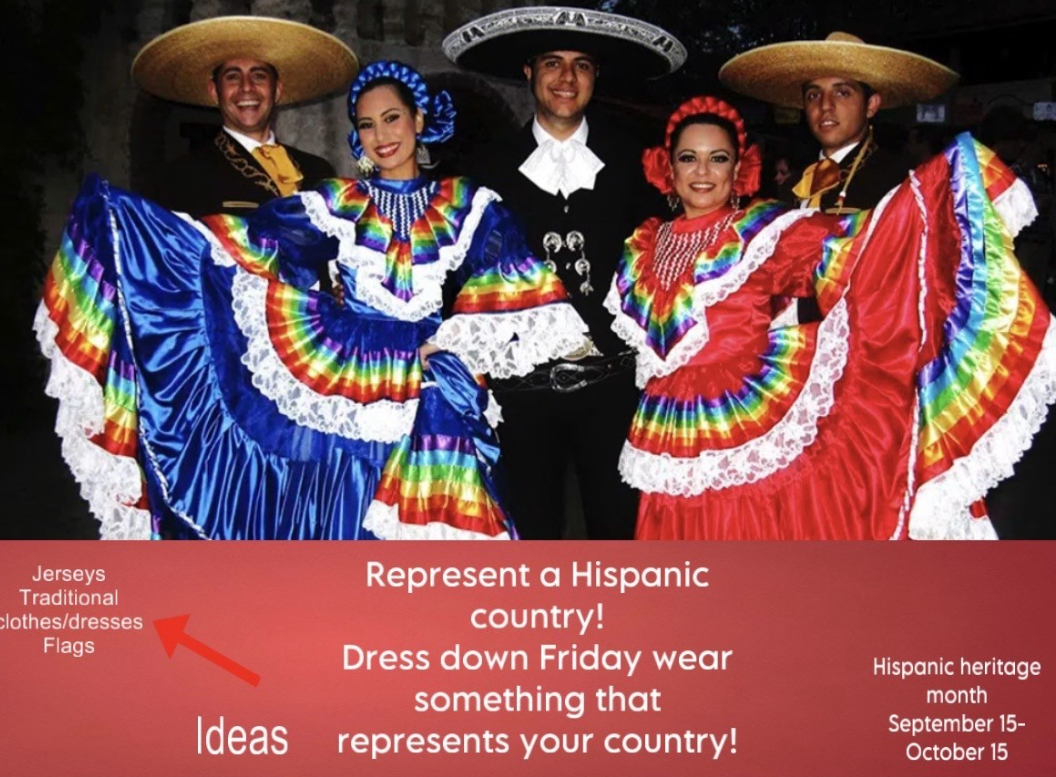 Jerseys
Traditional
clothes/dresses
Flags
Ideas
Represent a Hispanic
country!
Dress down Friday wear
something that
represents your country!
Hispanic heritage
month
September 15-
October 15